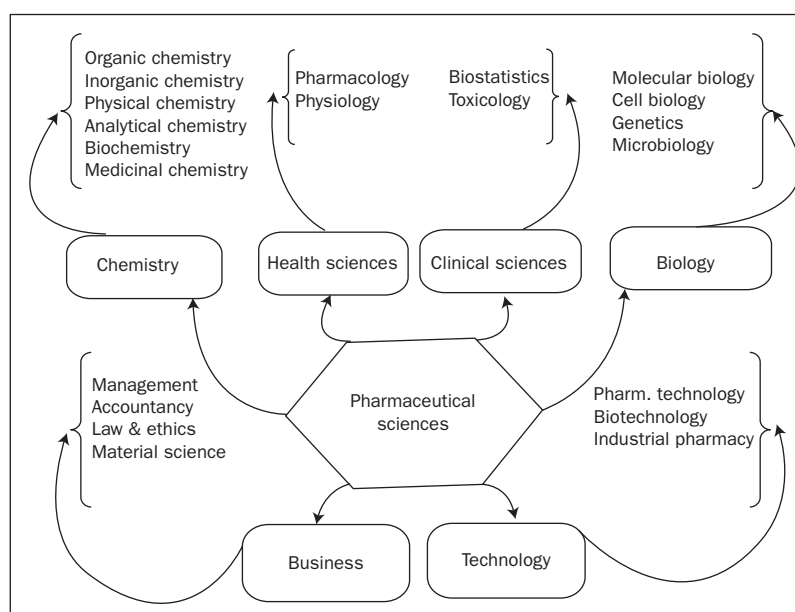 Organic chemistry
Inorganic chemistry
Physical chemistry
Analytical chemistry
Biochemistry
Medicinal chemistry
Pharmacology
Physiology
Biostatistics
Toxicology
Molecular biology
Cell biology
Genetics
Microbiology
Chemistry
Health sciences
Clinical sciences
Biology
Management
Accountancy
Law & ethics
Material science
Pharmaceutical
sciences
Pharm. technology
Biotechnology
Industrial pharmacy
Business
Technology